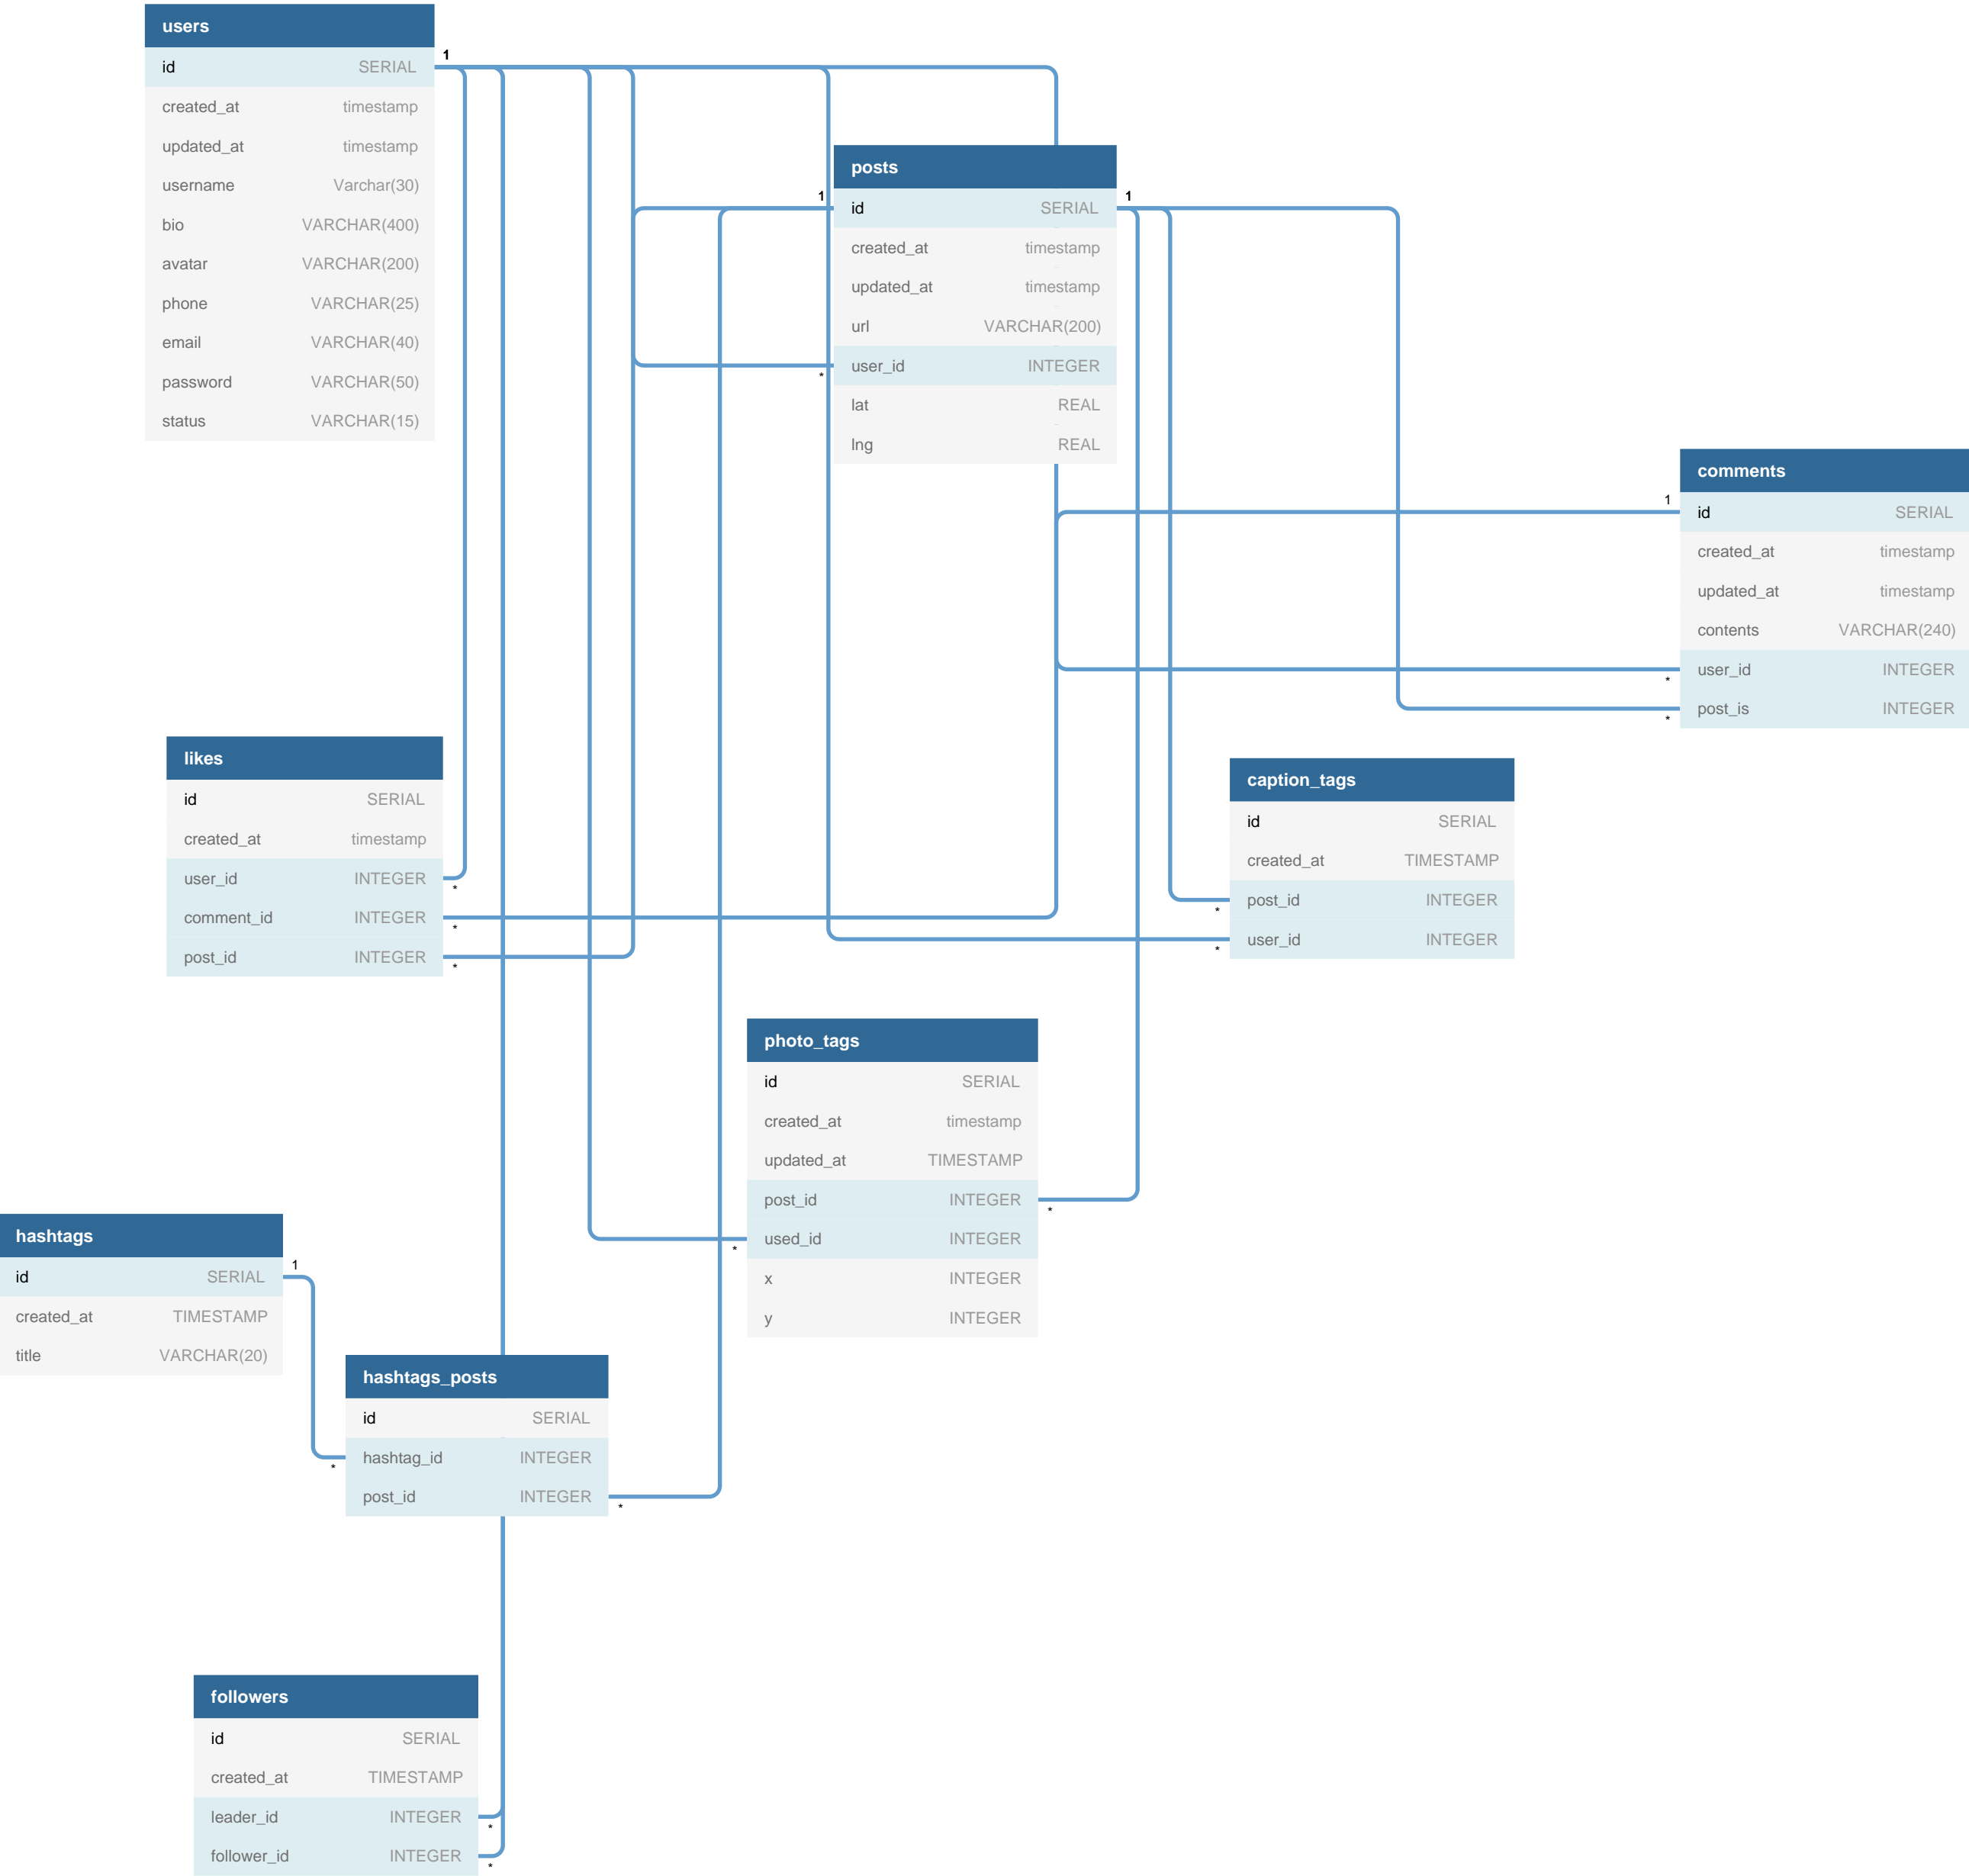 users
id SERIAL
1
created_at timestamp
updated_at timestamp
username Varchar(30)
bio VARCHAR(400)
avatar VARCHAR(200)
phone VARCHAR(25)
email VARCHAR(40)
password VARCHAR(50)
status VARCHAR(15)
posts
1
id SERIAL
1
created_at timestamp
updated_at timestamp
url VARCHAR(200)
user_id INTEGER
*
lat REAL
lng REAL
comments
1
id SERIAL
created_at timestamp
updated_at timestamp
contents VARCHAR(240)
user_id INTEGER
*
post_is INTEGER
*
likes
id SERIAL
created_at timestamp
user_id INTEGER
*
comment_id INTEGER
*
post_id INTEGER
*
caption_tags
id SERIAL
created_at TIMESTAMP
post_id INTEGER
*
user_id INTEGER
*
photo_tags
id SERIAL
created_at timestamp
updated_at TIMESTAMP
post_id INTEGER
*
used_id INTEGER
*
x INTEGER
y INTEGER
hashtags
id SERIAL
1
created_at TIMESTAMP
title VARCHAR(20)
hashtags_posts
id SERIAL
hashtag_id INTEGER
*
post_id INTEGER
*
followers
id SERIAL
created_at TIMESTAMP
leader_id INTEGER
*
follower_id INTEGER
*